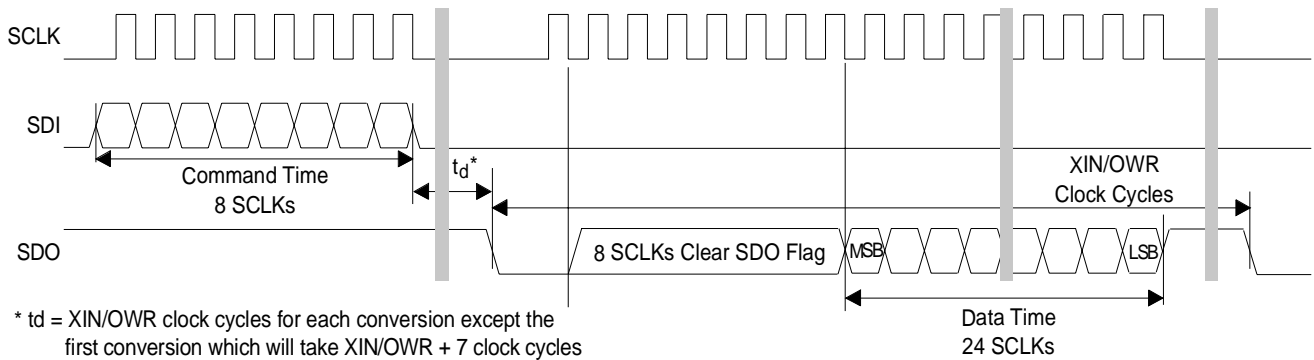 SCLK
SDI
Command Time
8 SCLKs
td*
XIN/OWR
Clock Cycles
SDO
8 SCLKs Clear SDO Flag
MSB
LSB
Data Time
24 SCLKs
* td = XIN/OWR clock cycles for each conversion except the
first conversion which will take XIN/OWR + 7 clock cycles